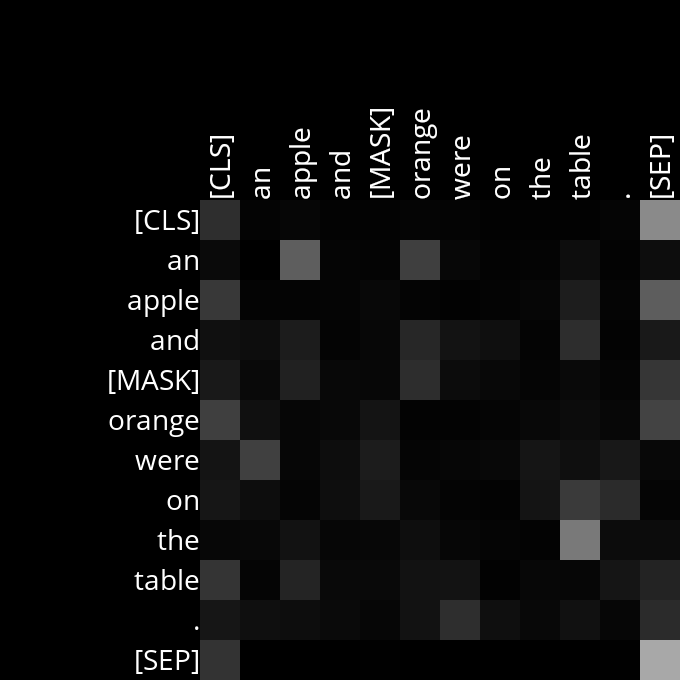 [CLS] an apple and [MASK] orange were on the table . [SEP]
[CLS]
an
apple
and
[MASK]
orange
were
on
the
table
.
[SEP]